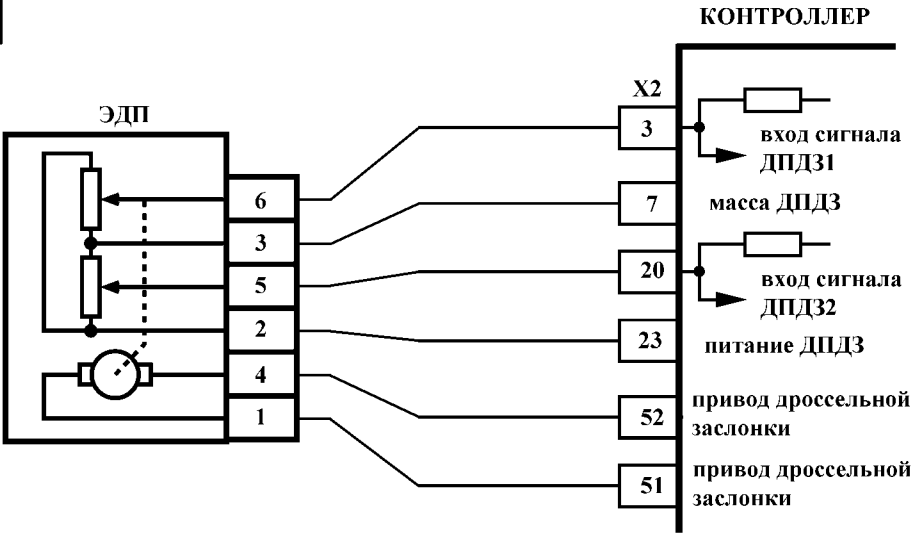 КОНТРОЛЛЕР
ЭДП
X2
6
3
5
2
4
1
3
вход сигнала
ДПДЗ1
7
масса ДПДЗ
20
вход сигнала
ДПДЗ2
23
питание ДПДЗ
52
привод дроссельной
заслонки
51
привод дроссельной
заслонки